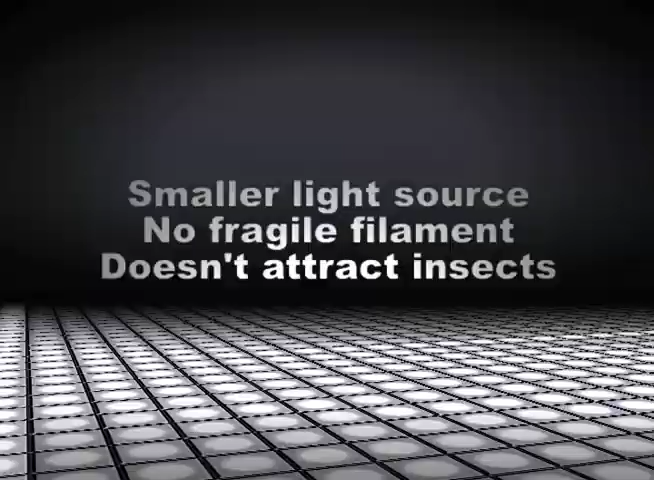 Smaller light source
No fragile filament
Doesn't attract insects